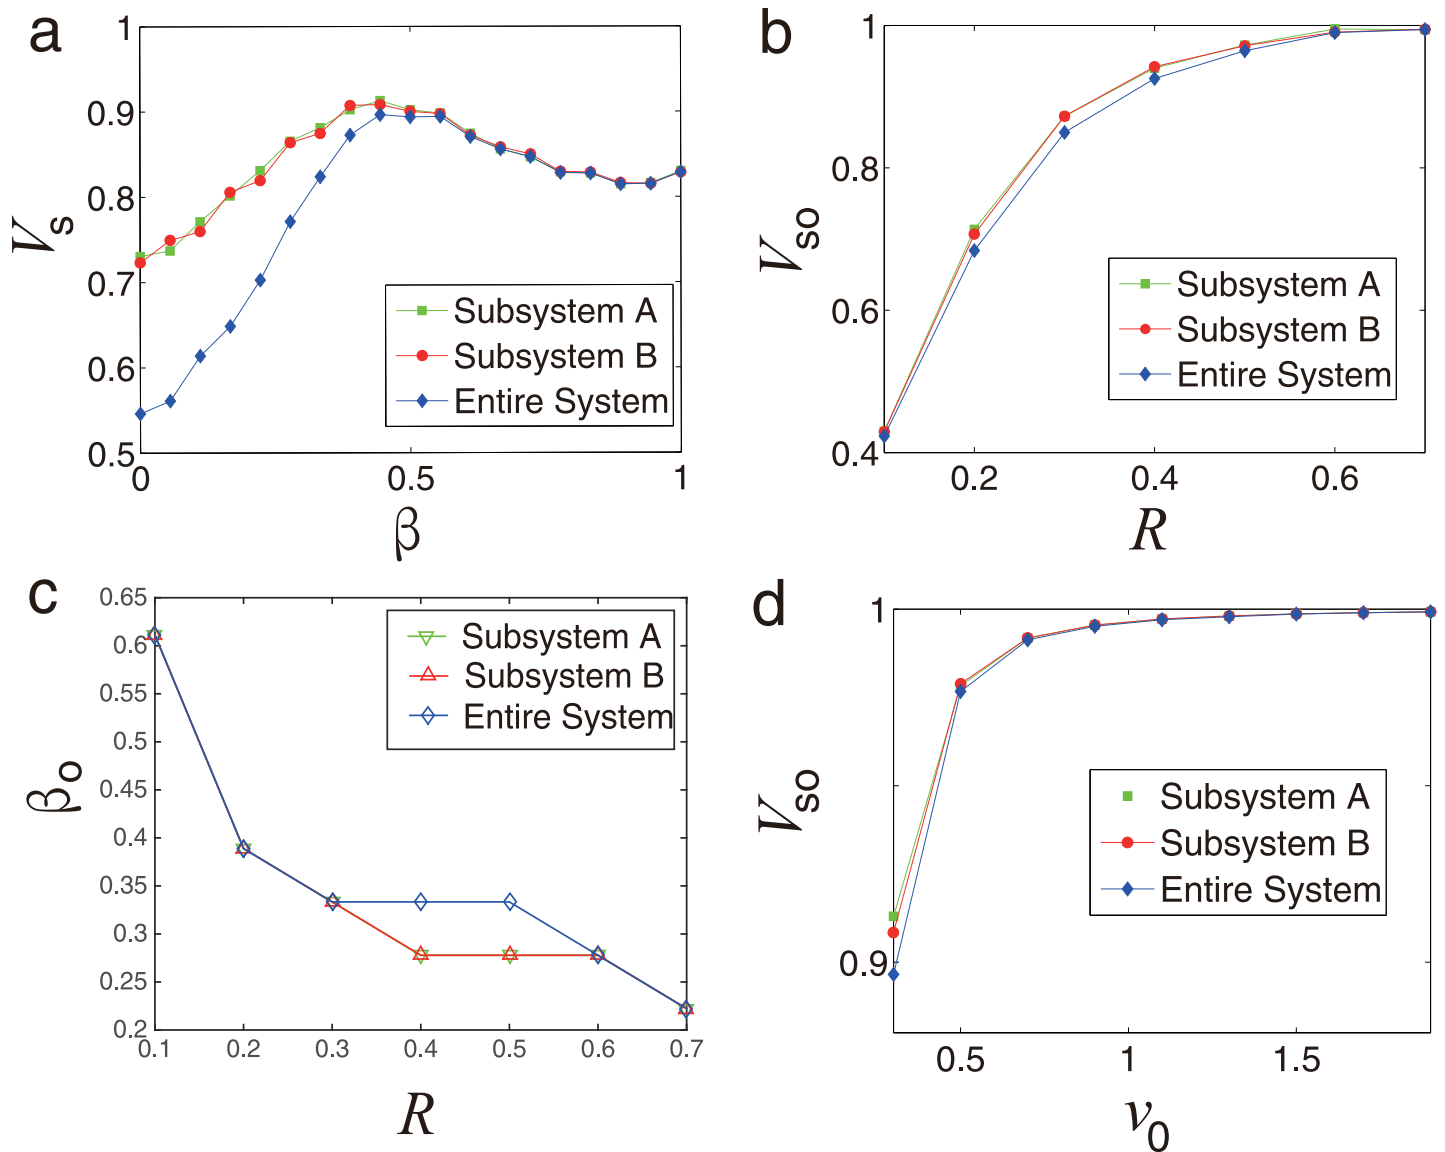 a
1
0.9
0.8
0.7
0.6
0.5
V_s
0
0.5
1
β
Subsystem A
Subsystem B
Entire System
b
1
0.8
0.6
0.4
V_so
0.2
0.4
0.6
R
Subsystem A
Subsystem B
Entire System
c
0.65
0.6
0.55
0.5
0.45
0.4
0.35
0.3
0.25
0.2
β_o
0.1
0.2
0.3
0.4
0.5
0.6
0.7
R
Subsystem A
Subsystem B
Entire System
d
1
0.9
V_so
0.5
1
1.5
v_0
Subsystem A
Subsystem B
Entire System